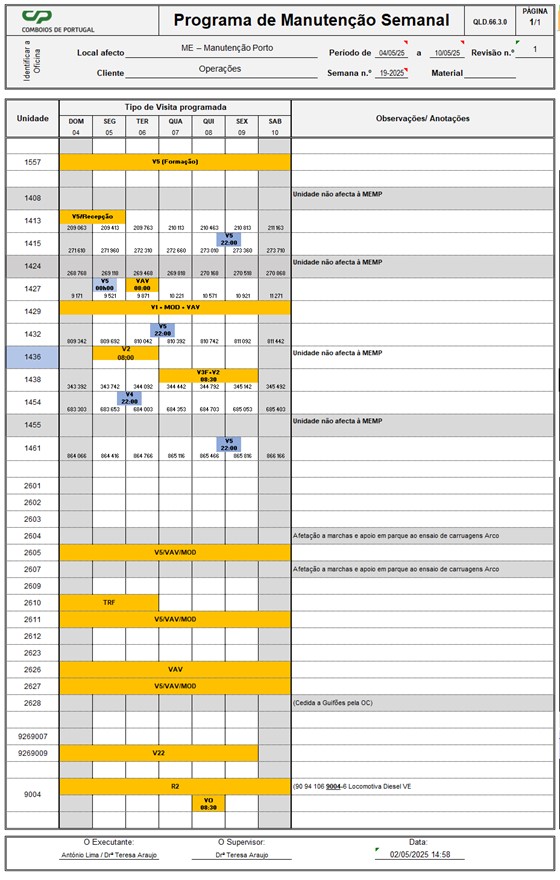 CP
COMBOIOS DE PORTUGAL
Programa de Manutenção Semanal
QLD.66.3.0
PÁGINA
1/1
Identificar a Oficina
Local afecto ME – Manutenção Porto Período de 04/05/25 a 10/05/25 Revisão n.º 1
Cliente Operações Semana n.º 19-2025 Material
Unidade Tipo de Visita programada Observações/ Anotações
DOM SEG TER QUA QUI SEX SAB
04 05 06 07 08 09 10
1557 V5 (Formação)
1408 Unidade não afecta à MEMP
1413 V5/Recepção
209 063 209 413 209 763 210 113 210 463 210 813 211 163
1415 V5
22:00
271 610 271 960 272 310 272 660 273 010 273 360 273 710
1424 Unidade não afecta à MEMP
268 768 269 118 269 468 269 818 270 168 270 518 270 868
1427 V5 VAV
00h00 08:00
9 171 9 521 9 871 10 221 10 571 10 921 11 271
1429 V1 + MOD + VAV
1432 V5
22:00
809 342 809 692 810 042 810 392 810 742 811 092 811 442
1436 V2 Unidade não afecta à MEMP
08:00
1438 V3F+V2
08:30
343 392 343 742 344 092 344 442 344 792 345 142 345 492
1454 V4
22:00
683 303 683 653 684 003 684 353 684 703 685 053 685 403
1455 Unidade não afecta à MEMP
1461 V5
22:00
864 066 864 416 864 766 865 116 865 466 865 816 866 166
2601
2602
2603
2604 Afetação a marchas e apoio em parque ao ensaio de carruagens Arco
2605 V5/VAV/MOD
2607 Afetação a marchas e apoio em parque ao ensaio de carruagens Arco
2609
2610 TRF
2611 V5/VAV/MOD
2612
2623
2626 VAV
2627 V5/VAV/MOD
2628 (Cedida a Guifões pela OC)
9269007
9269009 V22
9004 R2 (90 94 106 9004-6 Locomotiva Diesel VE
VO
08:30
O Executante: O Supervisor: Data:
António Lima / Drª Teresa Araujo Drª Teresa Araujo 02/05/2025 14:58